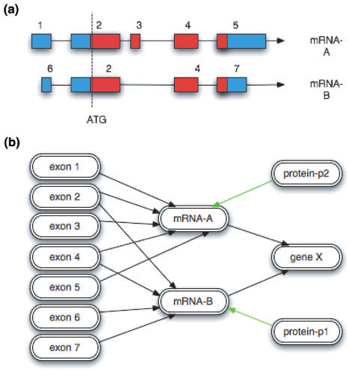 (a)
1 2 3 4 5 mRNA-
A
6 2 4 7 mRNA-
B
ATG
(b)
exon 1
exon 2
exon 3
exon 4
exon 5
exon 6
exon 7
mRNA-A
mRNA-B
protein-p2
gene X
protein-p1